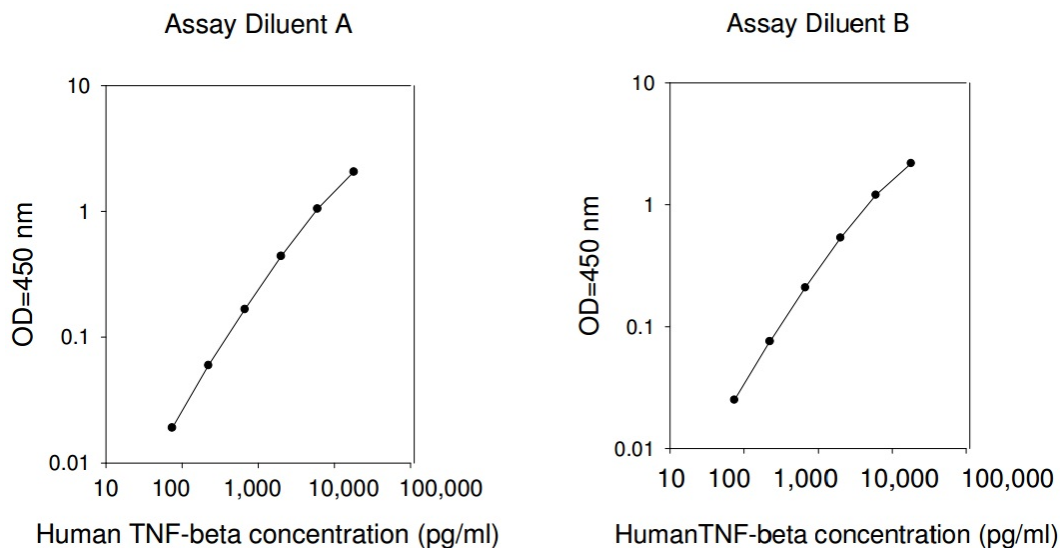 Assay Diluent A
10
1
0.1
0.01
OD=450 nm
10 100 1,000 10,000 100,000
Human TNF-beta concentration (pg/ml)
Assay Diluent B
10
1
0.1
0.01
OD=450 nm
10 100 1,000 10,000 100,000
HumanTNF-beta concentration (pg/ml)